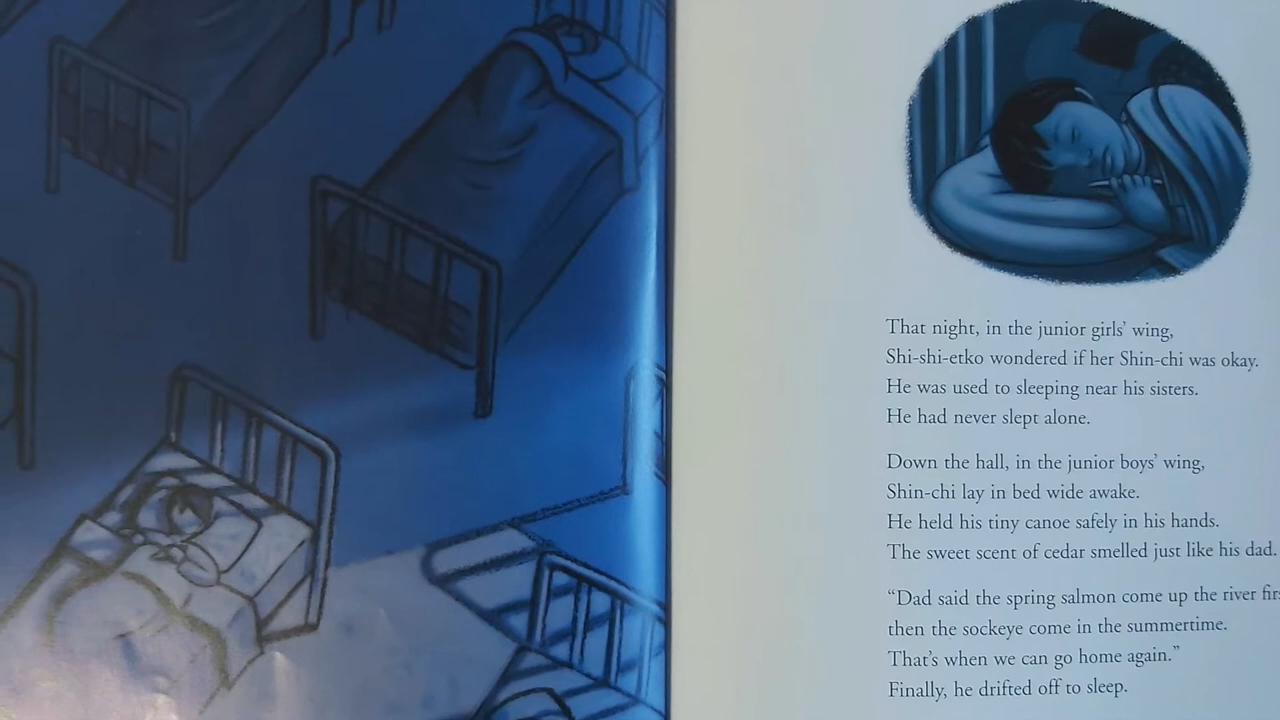 That night, in the junior girls’ wing,
Shi-shi-etko wondered if her Shin-chi was okay.
He was used to sleeping near his sisters.
He had never slept alone.
Down the hall, in the junior boys’ wing,
Shin-chi lay in bed wide awake.
He held his tiny canoe safely in his hands.
The sweet scent of cedar smelled just like his dad.
“Dad said the spring salmon come up the river
then the sockeye come in the summertime.
That’s when we can go home again.”
Finally, he drifted off to sleep.